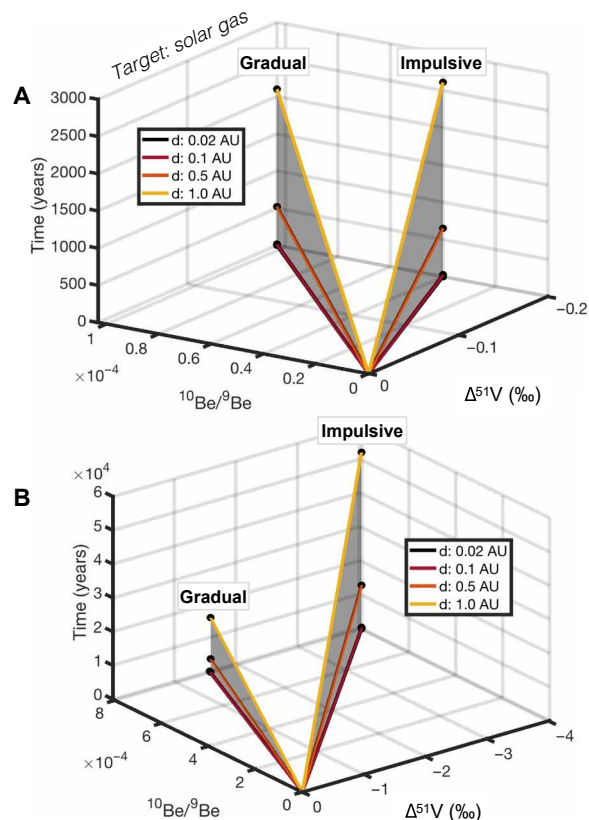 Target: solar gas
Gradual
Impulsive
A
3000
2500
2000
1500
1000
500
0
Time (years)
d: 0.02 AU
d: 0.1 AU
d: 0.5 AU
d: 1.0 AU
1
0.8
0.6
0.4
0.2
0
×10⁻⁴
¹⁰Be/⁹Be
0
−0.1
−0.2
Δ⁵¹V (‰)
Impulsive
B
×10⁴
6
5
4
3
2
1
0
Time (years)
Gradual
d: 0.02 AU
d: 0.1 AU
d: 0.5 AU
d: 1.0 AU
8
6
4
2
0
×10⁻⁴
¹⁰Be/⁹Be
0
−1
−2
−3
−4
Δ⁵¹V (‰)